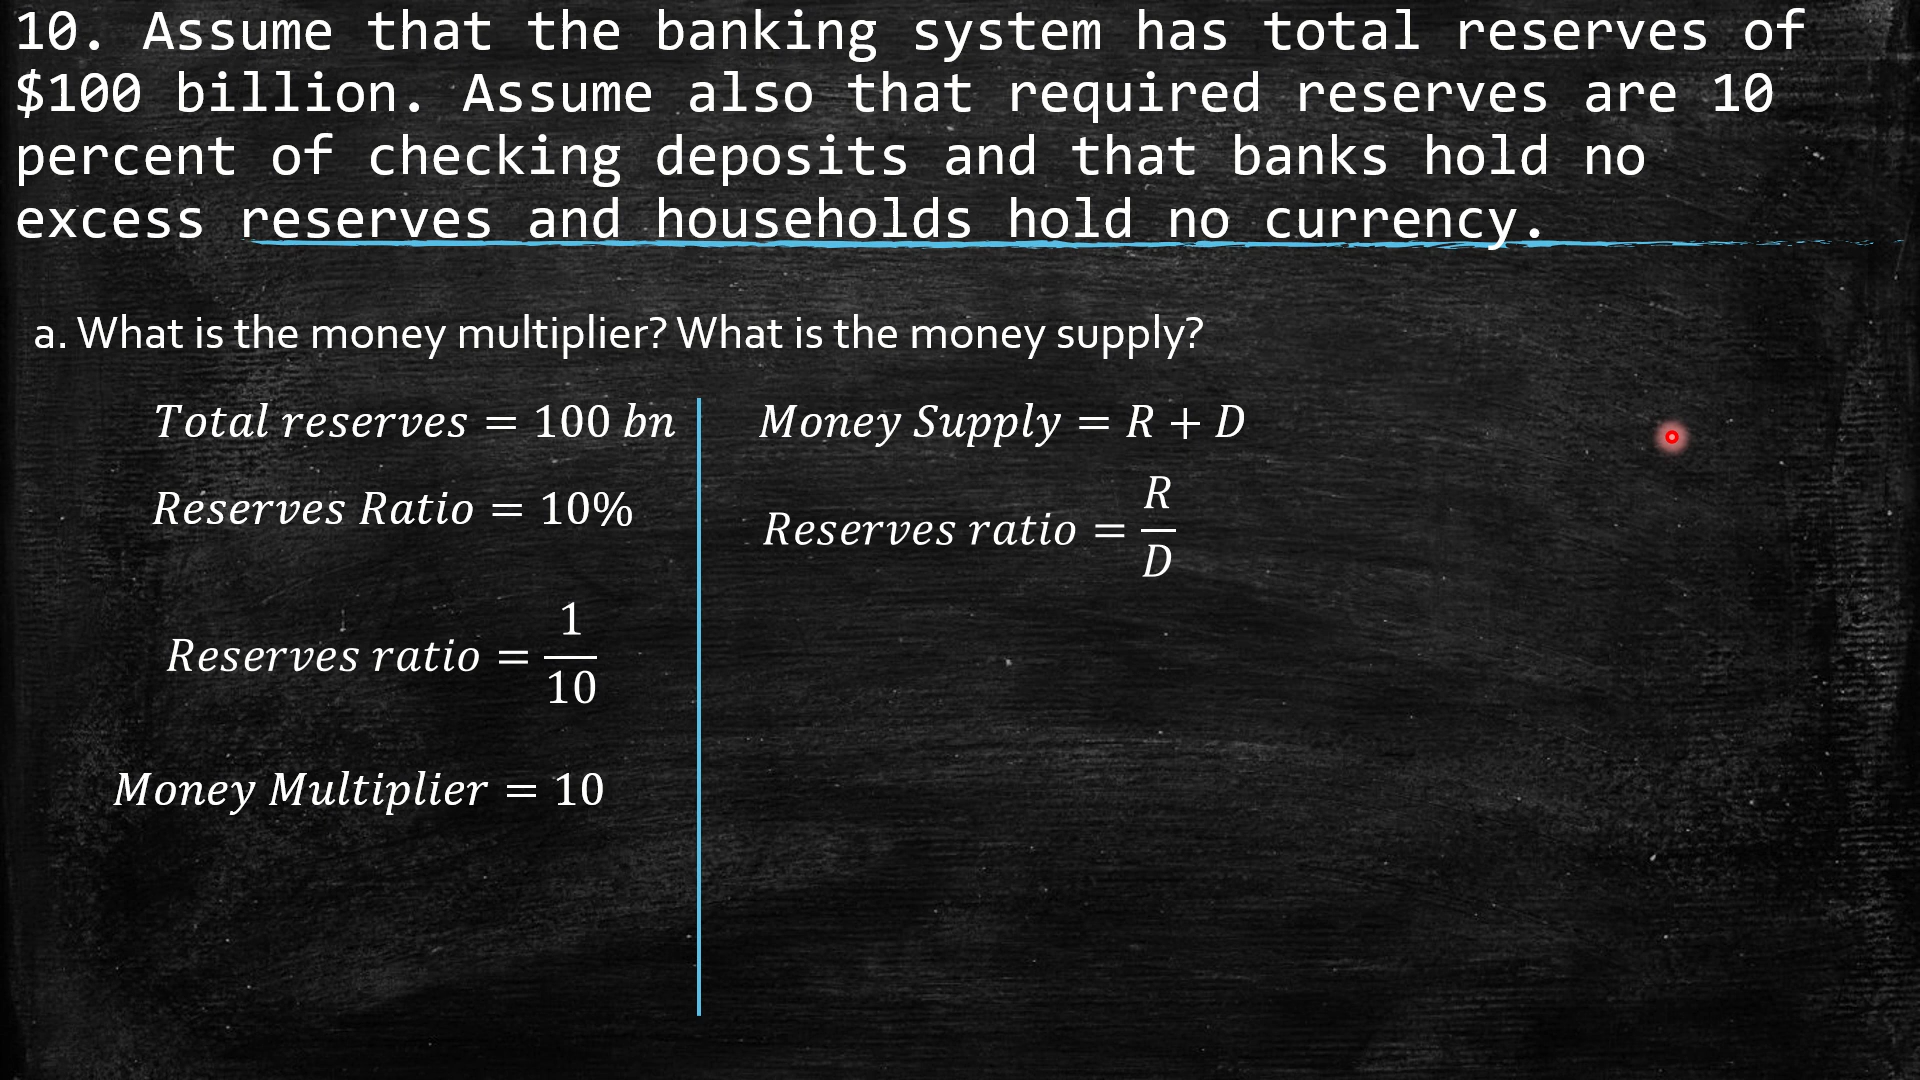 10. Assume that the banking system has total reserves of
$100 billion. Assume also that required reserves are 10
percent of checking deposits and that banks hold no
excess reserves and households hold no currency.
a. What is the money multiplier? What is the money supply?
Total reserves = 100 bn
Reserves Ratio = 10%
Reserves ratio = 1/10
Money Multiplier = 10
Money Supply = R + D
Reserves ratio = R/D